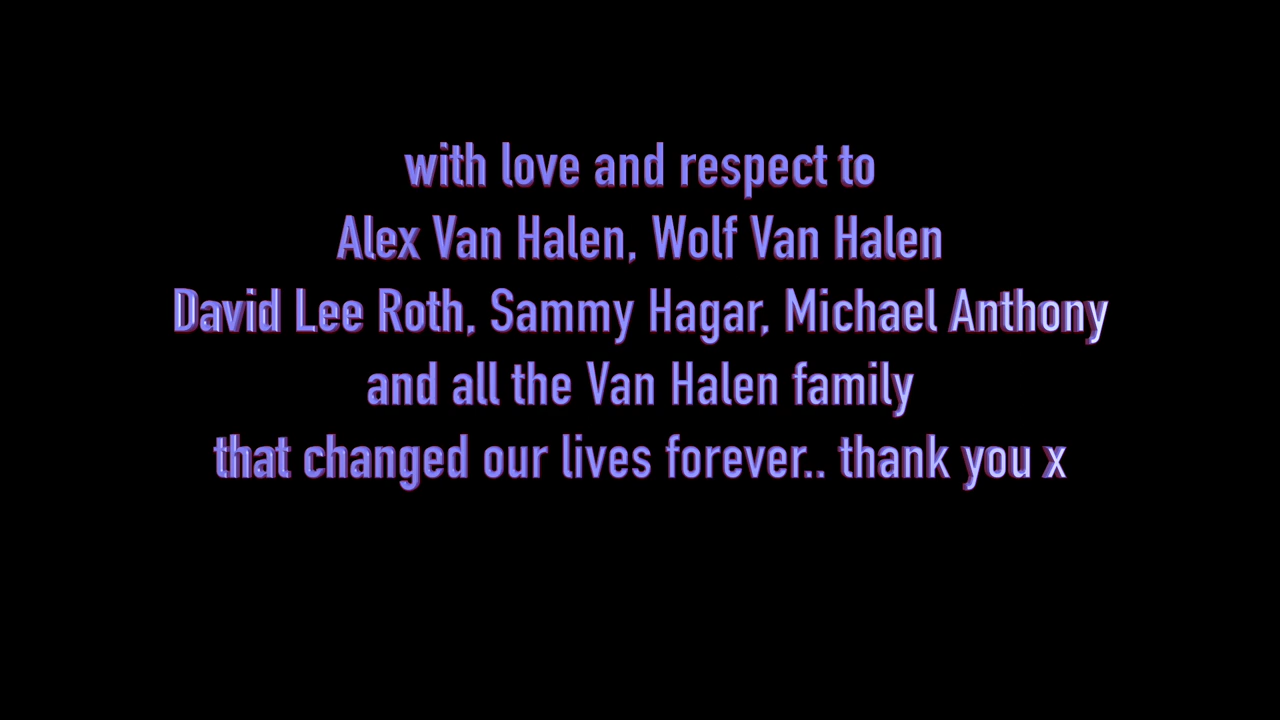 with love and respect to
Alex Van Halen, Wolf Van Halen
David Lee Roth, Sammy Hagar, Michael Anthony
and all the Van Halen family
that changed our lives forever.. thank you x